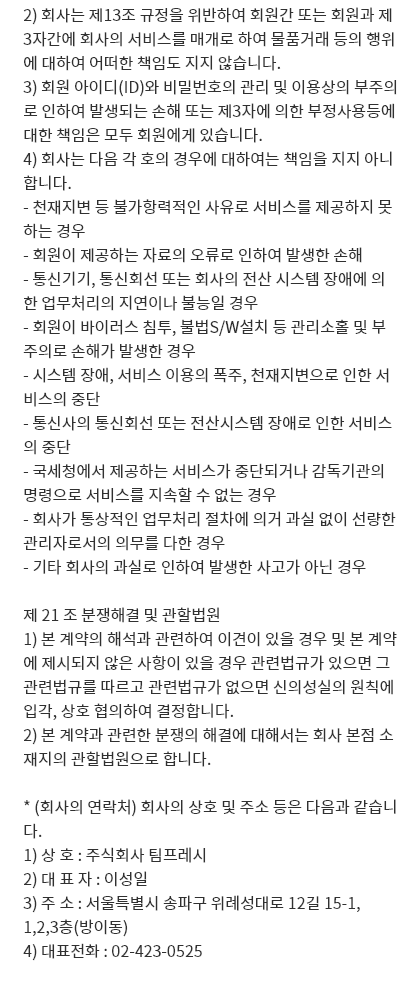 2) 회사는 제13조 규정을 위반하여 회원간 또는 회원과 제
3자간에 회사의 서비스를 매개로 하여 물품거래 등의 행위
에 대하여 어떠한 책임도 지지 않습니다.
3) 회원 아이디(ID)와 비밀번호의 관리 및 이용상의 부주의
로 인하여 발생되는 손해 또는 제3자에 의한 부정사용등에
대한 책임은 모두 회원에게 있습니다.
4) 회사는 다음 각 호의 경우에 대하여는 책임을 지지 아니
합니다.
- 천재지변 등 불가항력적인 사유로 서비스를 제공하지 못
하는 경우
- 회원이 제공하는 자료의 오류로 인하여 발생한 손해
- 통신기기, 통신회선 또는 회사의 전산 시스템 장애에 의
한 업무처리의 지연이나 불능일 경우
- 회원이 바이러스 침투, 불법S/W설치 등 관리소홀 및 부
주의로 손해가 발생한 경우
- 시스템 장애, 서비스 이용의 폭주, 천재지변으로 인한 서
비스의 중단
- 통신사의 통신회선 또는 전산시스템 장애로 인한 서비스
의 중단
- 국세청에서 제공하는 서비스가 중단되거나 감독기관의
명령으로 서비스를 지속할 수 없는 경우
- 회사가 통상적인 업무처리 절차에 의거 과실 없이 선량한
관리자로서의 의무를 다한 경우
- 기타 회사의 과실로 인하여 발생한 사고가 아닌 경우
제 21 조 분쟁해결 및 관할법원
1) 본 계약의 해석과 관련하여 이견이 있을 경우 및 본 계약
에 제시되지 않은 사항이 있을 경우 관련법규가 있으면 그
관련법규를 따르고 관련법규가 없으면 신의성실의 원칙에
입각, 상호 협의하여 결정합니다.
2) 본 계약과 관련한 분쟁의 해결에 대해서는 회사 본점 소
재지의 관할법원으로 합니다.
* (회사의 연락처) 회사의 상호 및 주소 등은 다음과 같습니
다.
1) 상 호 : 주식회사 팀프레시
2) 대 표 자 : 이성일
3) 주 소 : 서울특별시 송파구 위례성대로 12길 15-1,
1,2,3층(방이동)
4) 대표전화 : 02-423-0525